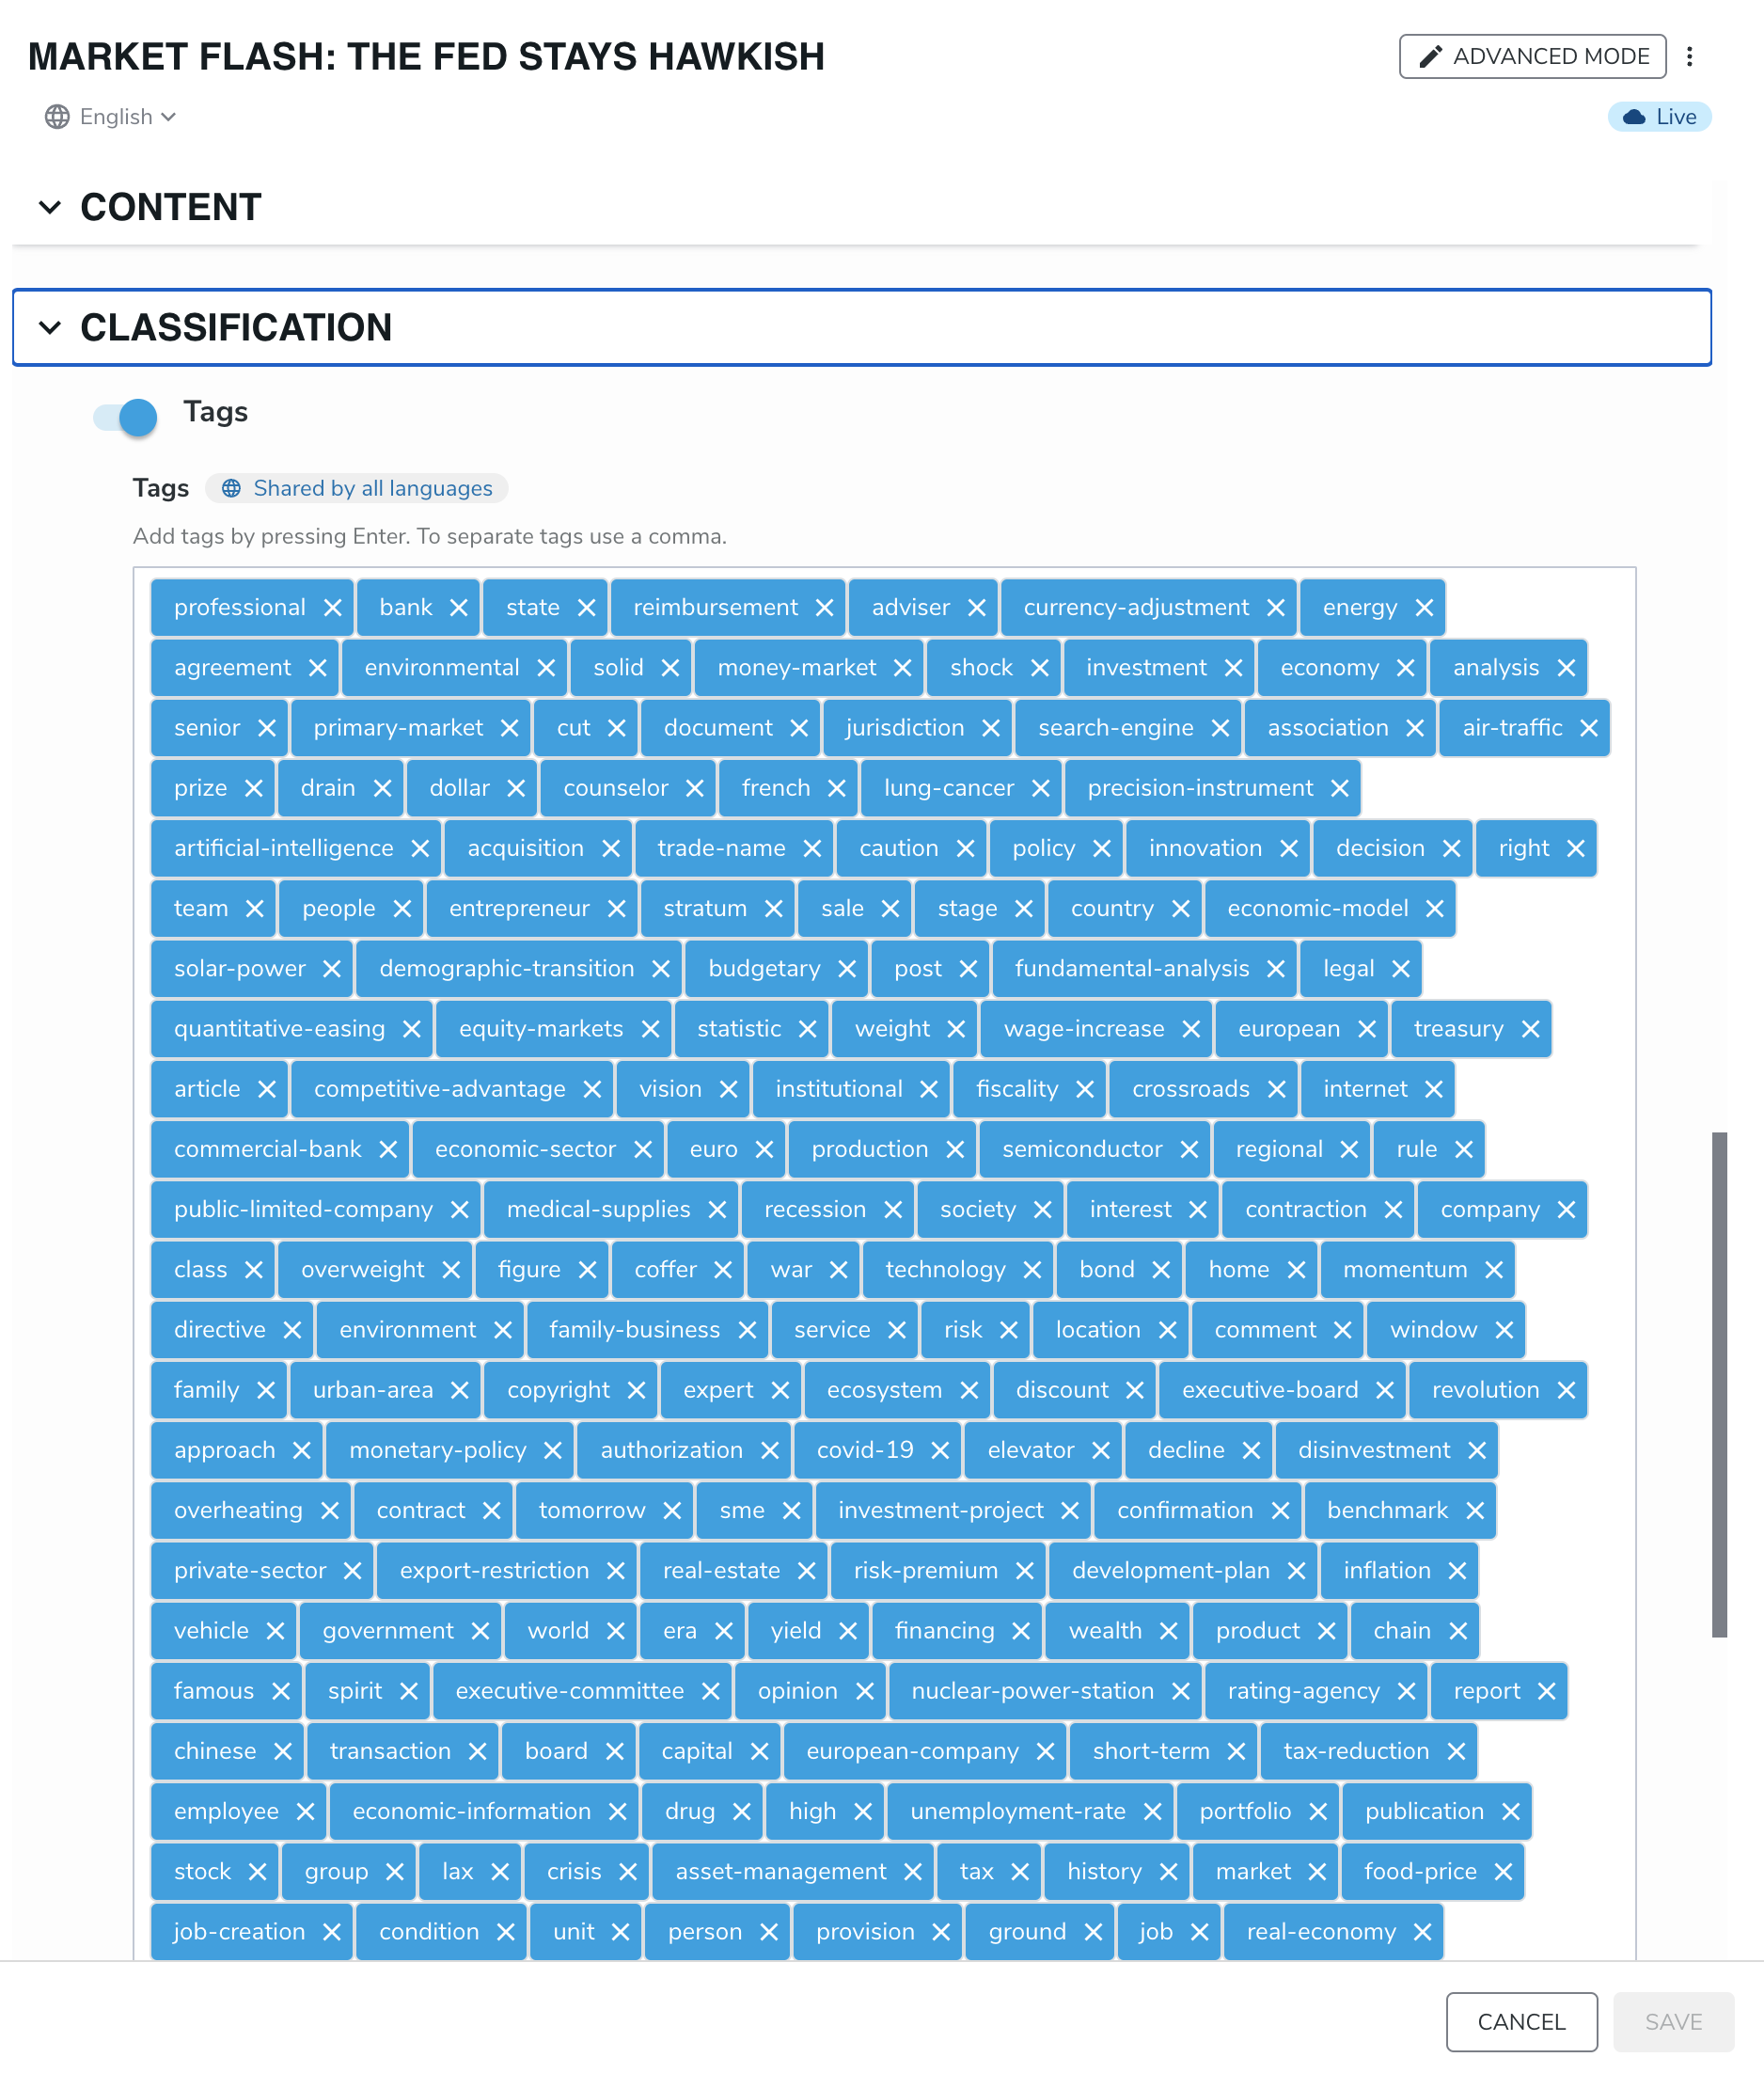 MARKET FLASH: THE FED STAYS HAWKISH
ADVANCED MODE
English
Live
CONTENT
CLASSIFICATION
Tags
Tags Shared by all languages
Add tags by pressing Enter. To separate tags use a comma.
professional bank state reimbursement adviser currency-adjustment energy
agreement environmental solid money-market shock investment economy analysis
senior primary-market cut document jurisdiction search-engine association air-traffic
prize drain dollar counselor french lung-cancer precision-instrument
artificial-intelligence acquisition trade-name caution policy innovation decision right
team people entrepreneur stratum sale stage country economic-model
solar-power demographic-transition budgetary post fundamental-analysis legal
quantitative-easing equity-markets statistic weight wage-increase european treasury
article competitive-advantage vision institutional fiscality crossroads internet
commercial-bank economic-sector euro production semiconductor regional rule
public-limited-company medical-supplies recession society interest contraction company
class overweight figure coffer war technology bond home momentum
directive environment family-business service risk location comment window
family urban-area copyright expert ecosystem discount executive-board revolution
approach monetary-policy authorization covid-19 elevator decline disinvestment
overheating contract tomorrow sme investment-project confirmation benchmark
private-sector export-restriction real-estate risk-premium development-plan inflation
vehicle government world era yield financing wealth product chain
famous spirit executive-committee opinion nuclear-power-station rating-agency report
chinese transaction board capital european-company short-term tax-reduction
employee economic-information drug high unemployment-rate portfolio publication
stock group lax crisis asset-management tax history market food-price
job-creation condition unit person provision ground job real-economy
CANCEL SAVE